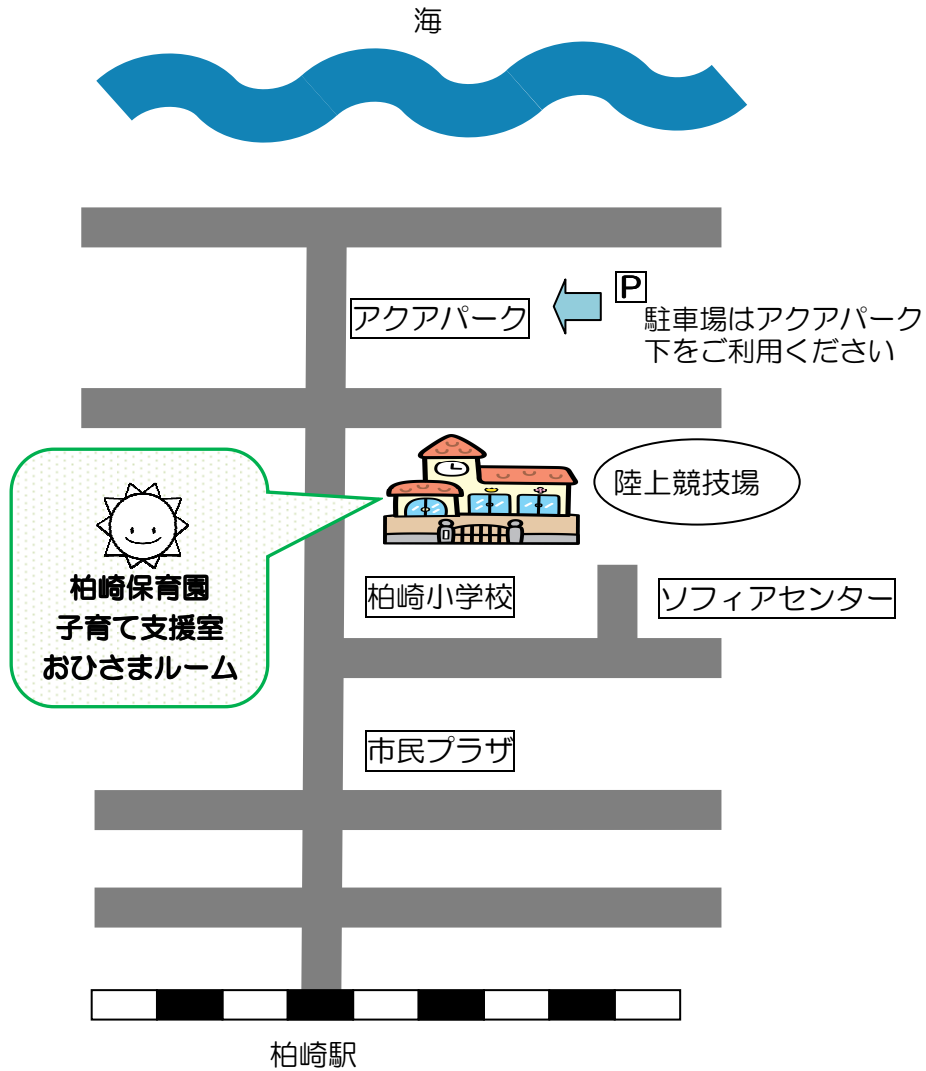 海
アクアパーク
P
駐車場はアクアパーク
下をご利用ください
陸上競技場
柏崎保育園
子育て支援室
おひさまルーム
柏崎小学校
ソフィアセンター
市民プラザ
柏崎駅